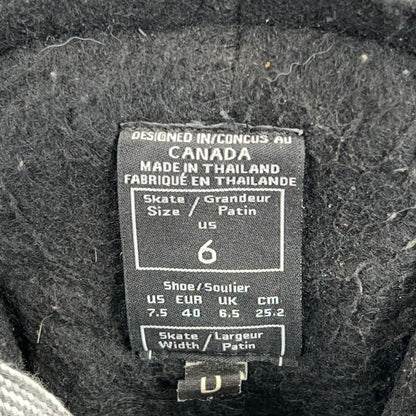 DESIGNED IN/CONCUS AU
CANADA
MADE IN THAILAND
FABRIQUÉ EN THAILANDE
Skate / Grandeur
Size / Patin
US
6
Shoe/Soulier
US EUR UK CM
7.5 40 6.5 25.2
Skate / Largeur
Width / Patin
D